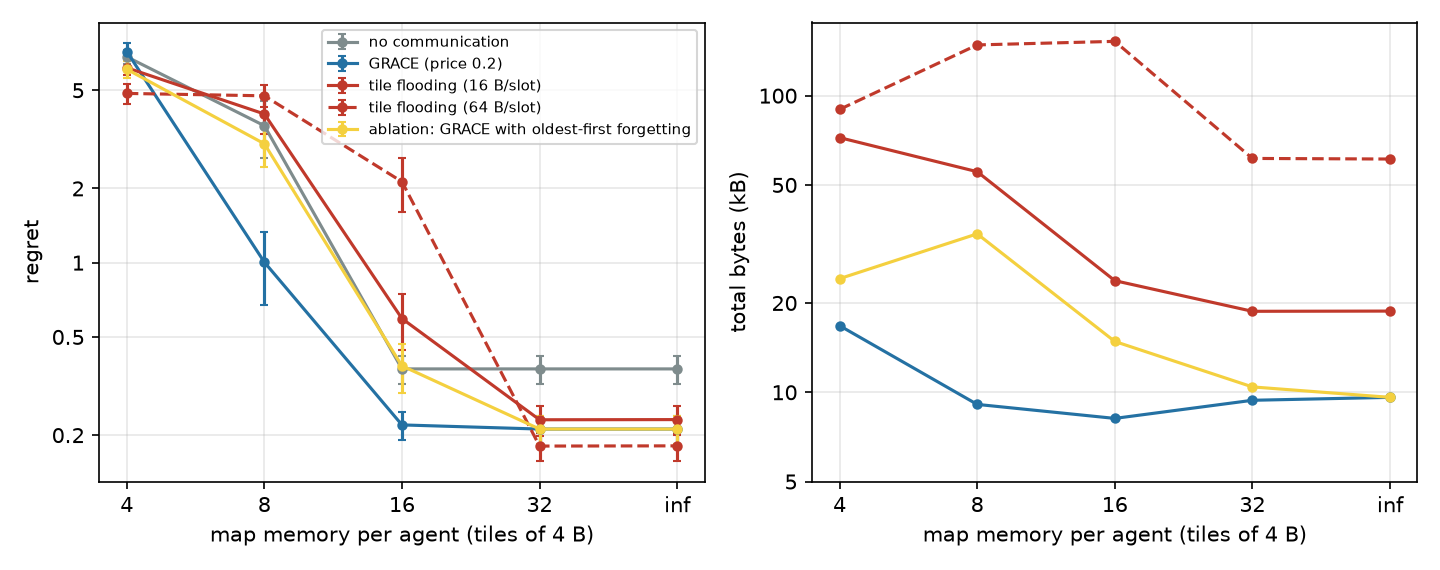 no communication
GRACE (price 0.2)
tile flooding (16 B/slot)
tile flooding (64 B/slot)
ablation: GRACE with oldest-first forgetting
regret
5
2
1
0.5
0.2
4
8
16
32
inf
map memory per agent (tiles of 4 B)
total bytes (kB)
100
50
20
10
5
4
8
16
32
inf
map memory per agent (tiles of 4 B)